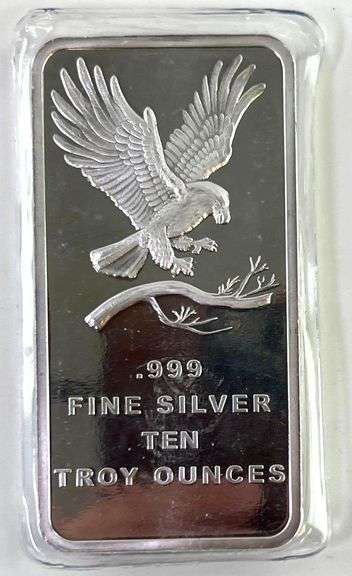 .999
FINE SILVER
TEN
TROY OUNCES